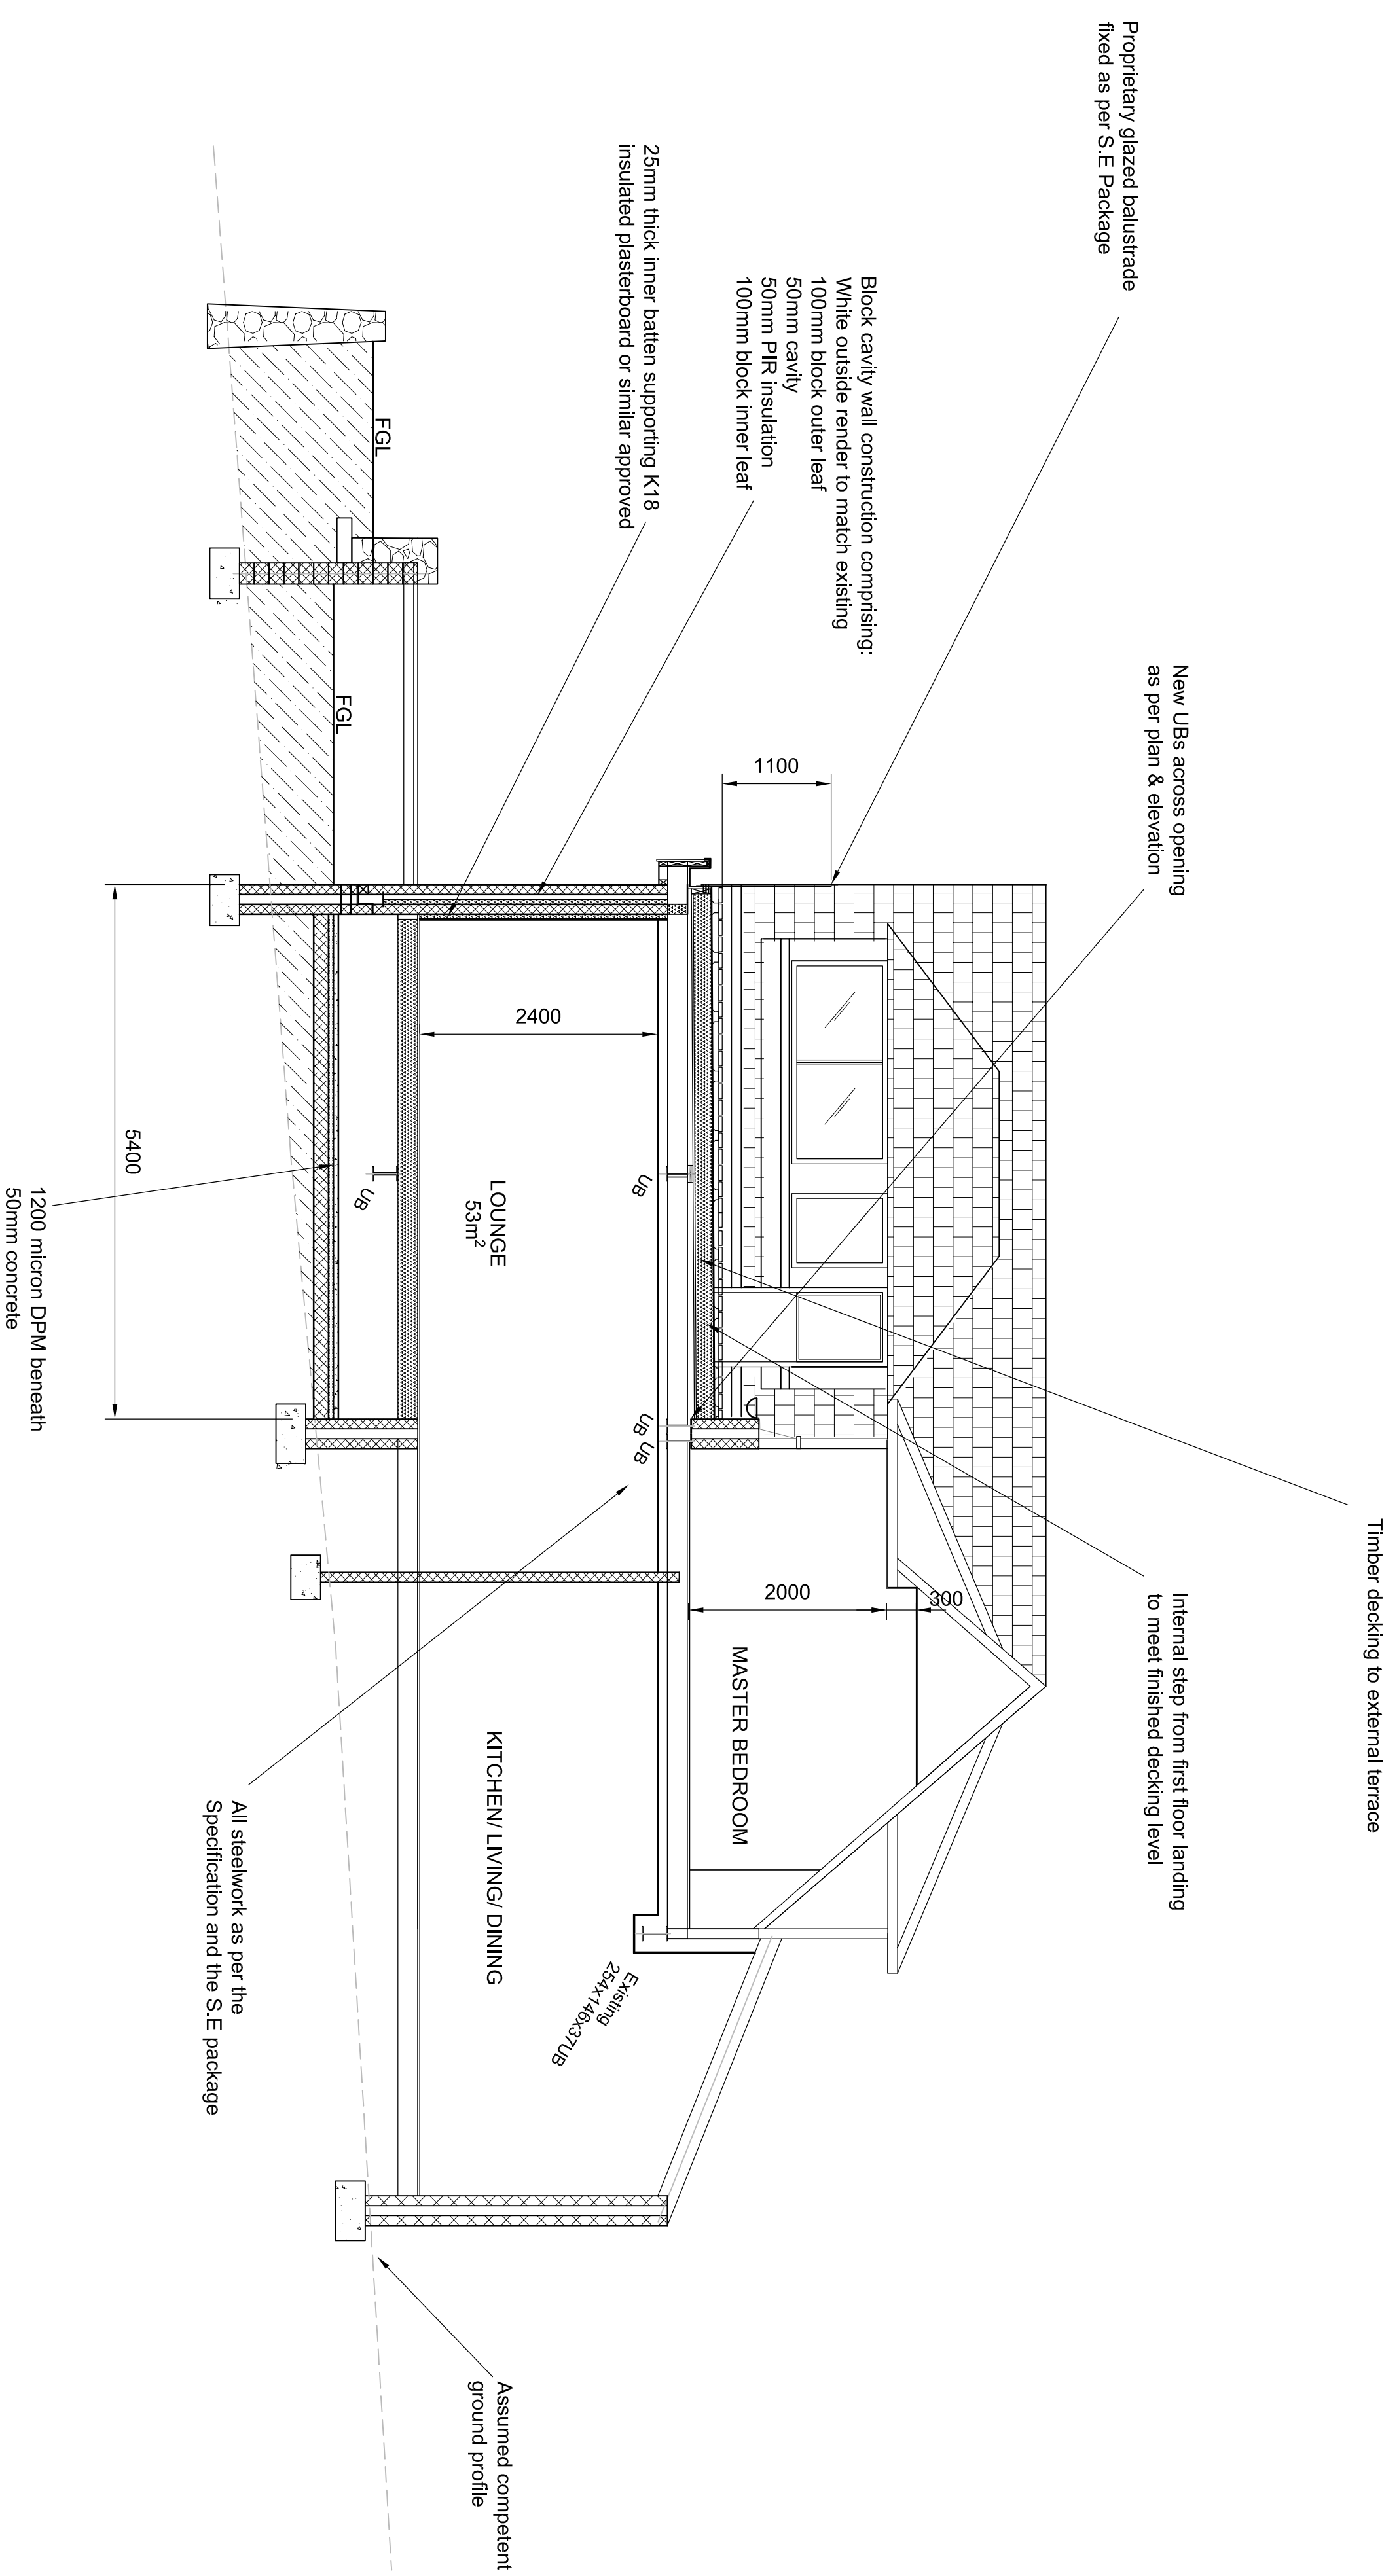 Timber decking to external terrace
New UBs across opening
as per plan & elevation
Internal step from first floor landing
to meet finished decking level
Proprietary glazed balustrade
fixed as per S.E Package
Block cavity wall construction comprising:
White outside render to match existing
100mm block outer leaf
50mm cavity
50mm PIR insulation
100mm block inner leaf
25mm thick inner batten supporting K18
insulated plasterboard or similar approved
1100
2000
300
MASTER BEDROOM
2400
LOUNGE
53m²
UB
UB
UB
UB
KITCHEN/ LIVING/ DINING
Existing
254x146x37UB
FGL
FGL
5400
1200 micron DPM beneath
50mm concrete
All steelwork as per the
Specification and the S.E package
Assumed competent
ground profile